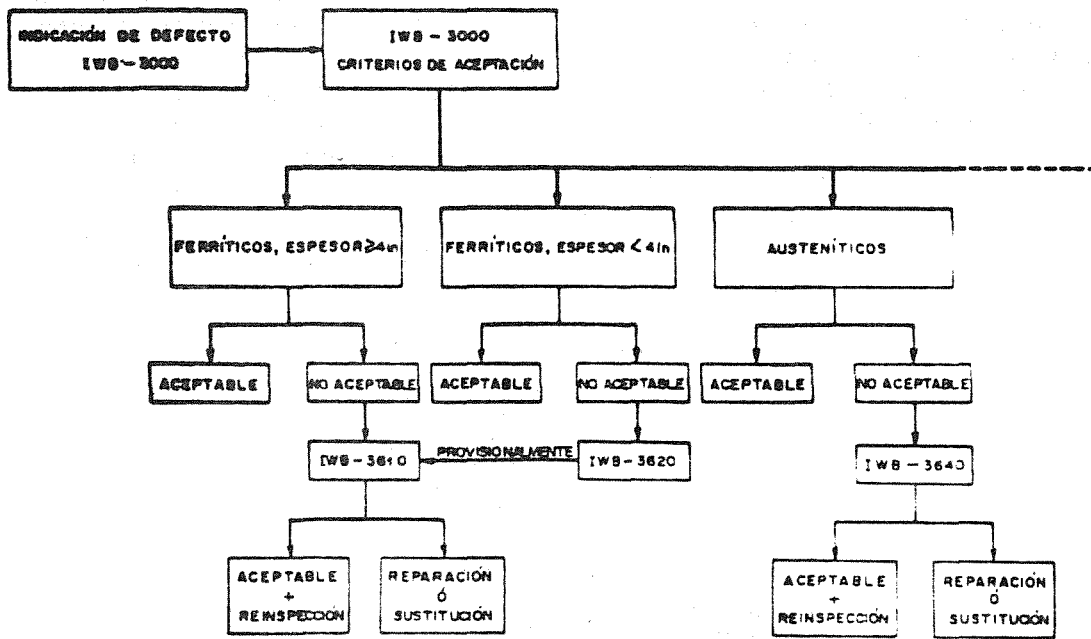 INDICACIÓN DE DEFECTO
IWB-3000
IWB - 3000
CRITERIOS DE ACEPTACIÓN
FERRÍTICOS, ESPESOR ≥4in
FERRÍTICOS, ESPESOR < 4in
AUSTENÍTICOS
ACEPTABLE
NO ACEPTABLE
ACEPTABLE
NO ACEPTABLE
ACEPTABLE
NO ACEPTABLE
IWB-3610
PROVISIONALMENTE
IWB-3620
IWB-3640
ACEPTABLE
+
REINSPECCIÓN
REPARACIÓN
Ó
SUSTITUCIÓN
ACEPTABLE
+
REINSPECCIÓN
REPARACIÓN
Ó
SUSTITUCIÓN